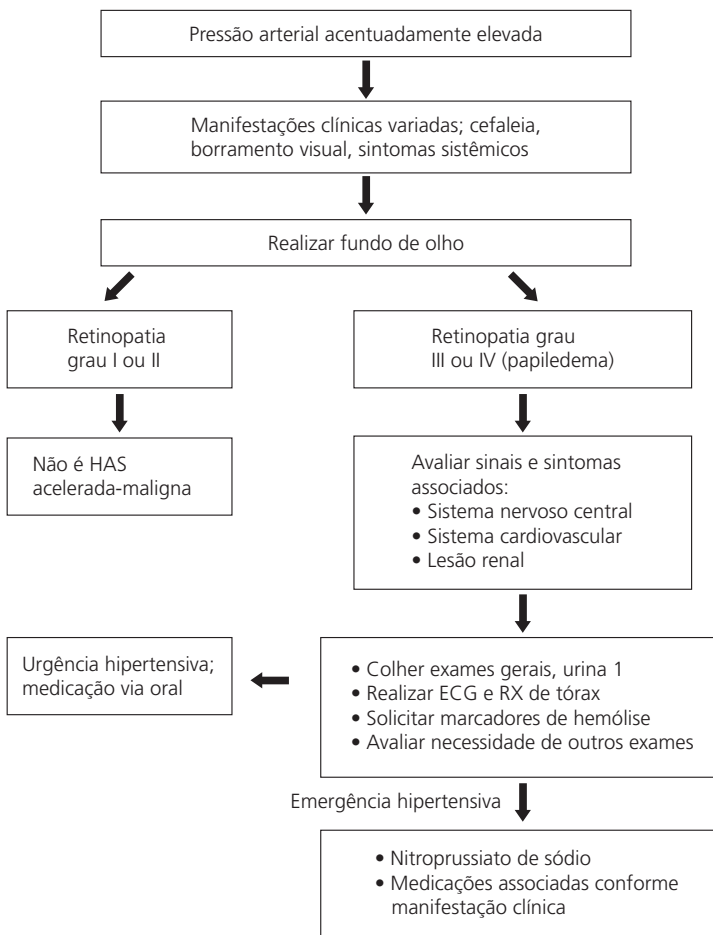 Pressão arterial acentuadamente elevada
Manifestações clínicas variadas; cefaleia,
borramento visual, sintomas sistêmicos
Realizar fundo de olho
Retinopatia
grau I ou II
Retinopatia grau
III ou IV (papiledema)
Não é HAS
acelerada-maligna
Avaliar sinais e sintomas
associados:
• Sistema nervoso central
• Sistema cardiovascular
• Lesão renal
Urgência hipertensiva;
medicação via oral
• Colher exames gerais, urina 1
• Realizar ECG e RX de tórax
• Solicitar marcadores de hemólise
• Avaliar necessidade de outros exames
Emergência hipertensiva
• Nitroprussiato de sódio
• Medicações associadas conforme
manifestação clínica